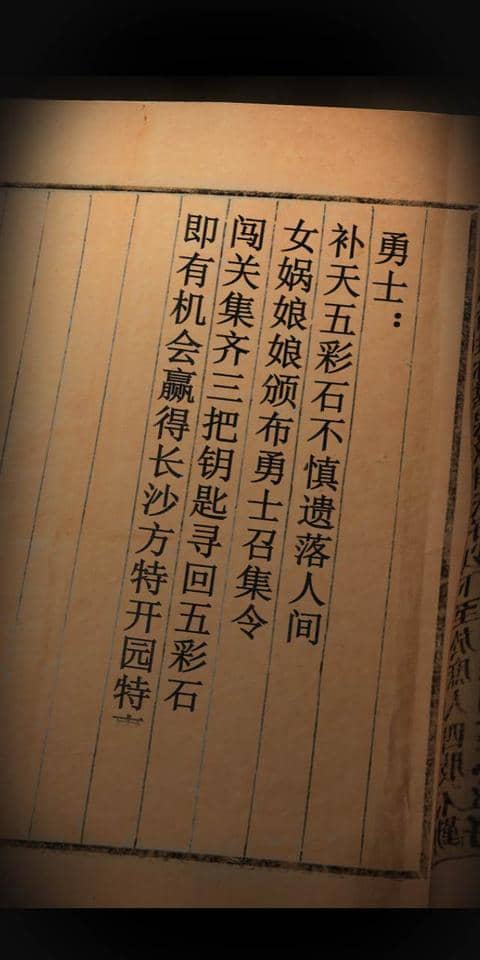 勇士：
补天五彩石不慎遗落人间
女娲娘娘颁布勇士召集令
闯关集齐三把钥匙寻回五彩石
即有机会赢得长沙方特开园特